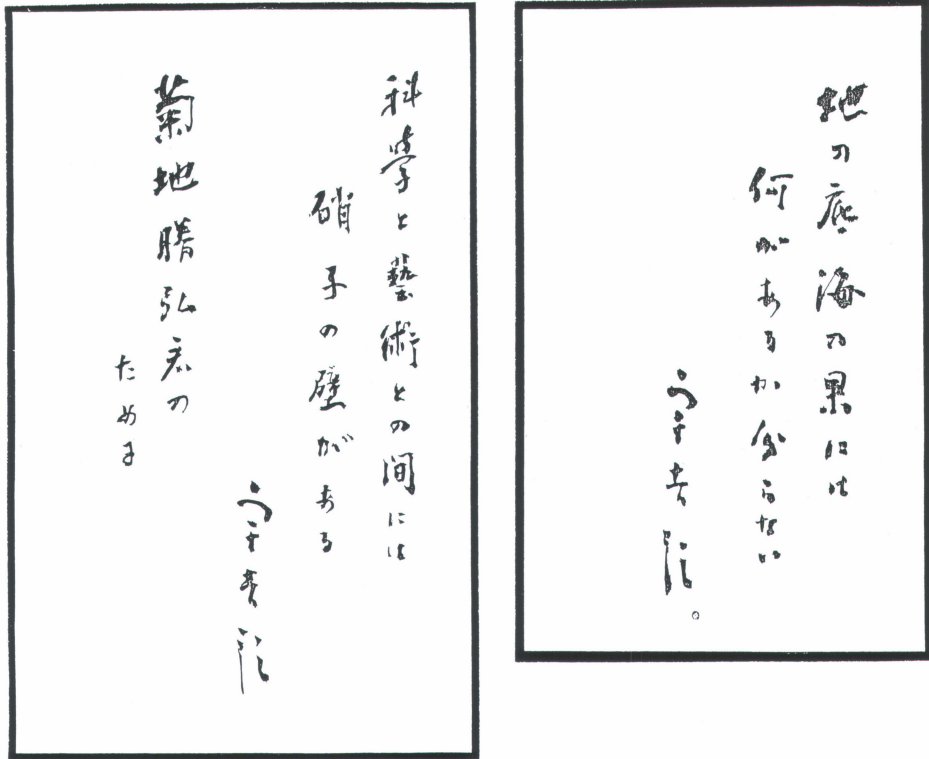 地の底海の果には
何があるか分らない
宇吉郎。
科學と藝術との間には
硝子の壁がある
宇吉郎
菊地勝弘君の
ために